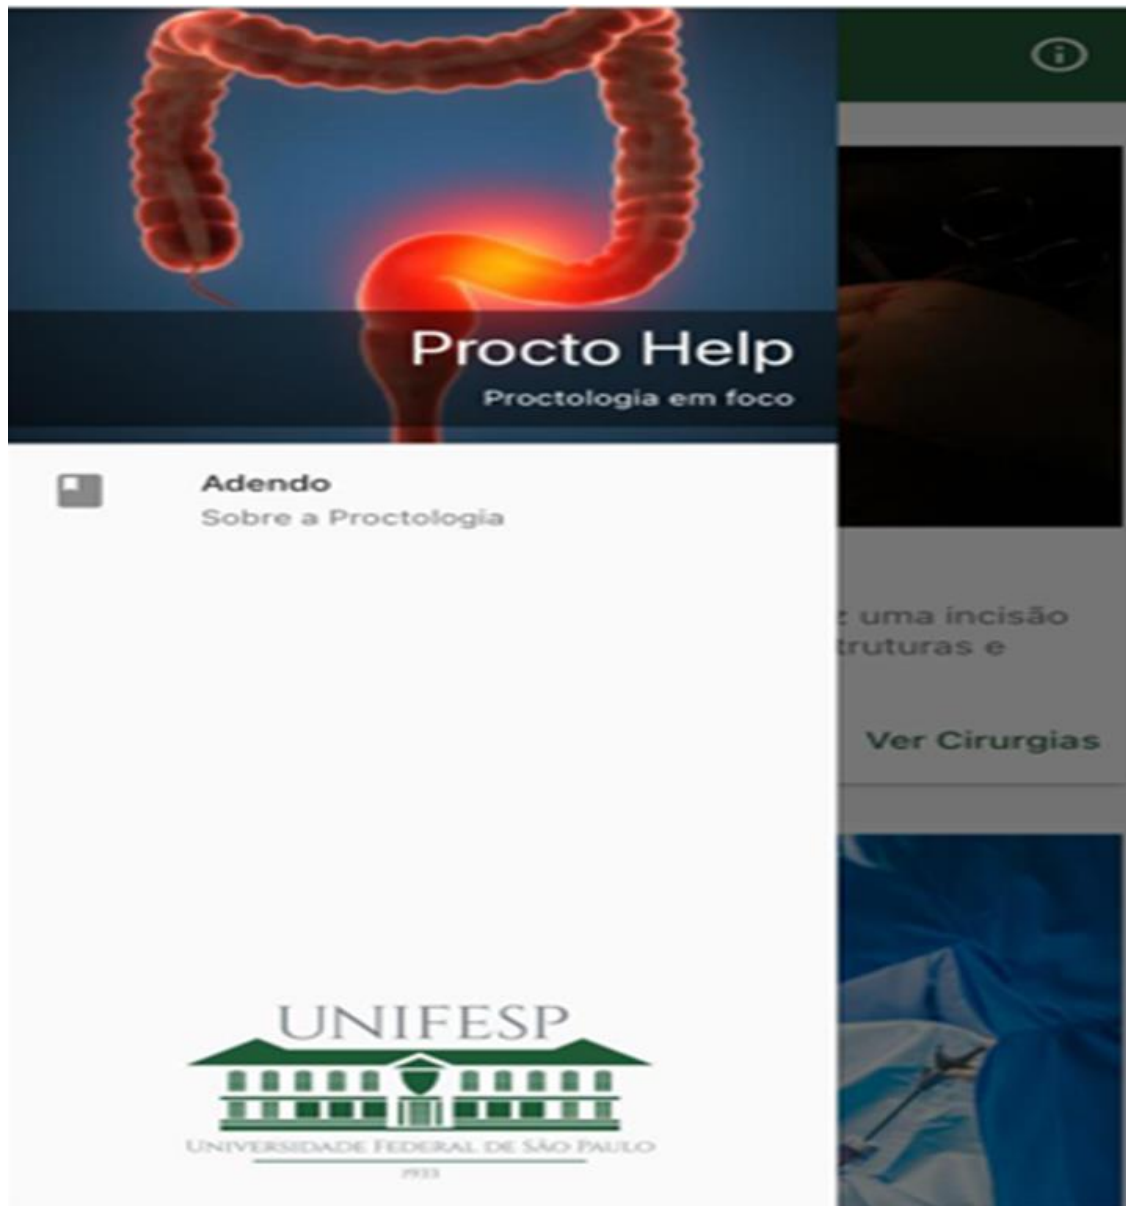 Procto Help
Proctologia em foco
Adendo
Sobre a Proctologia
uma incisão
truturas e
Ver Cirurgias
UNIFESP
UNIVERSIDADE FEDERAL DE SÃO PAULO
1933